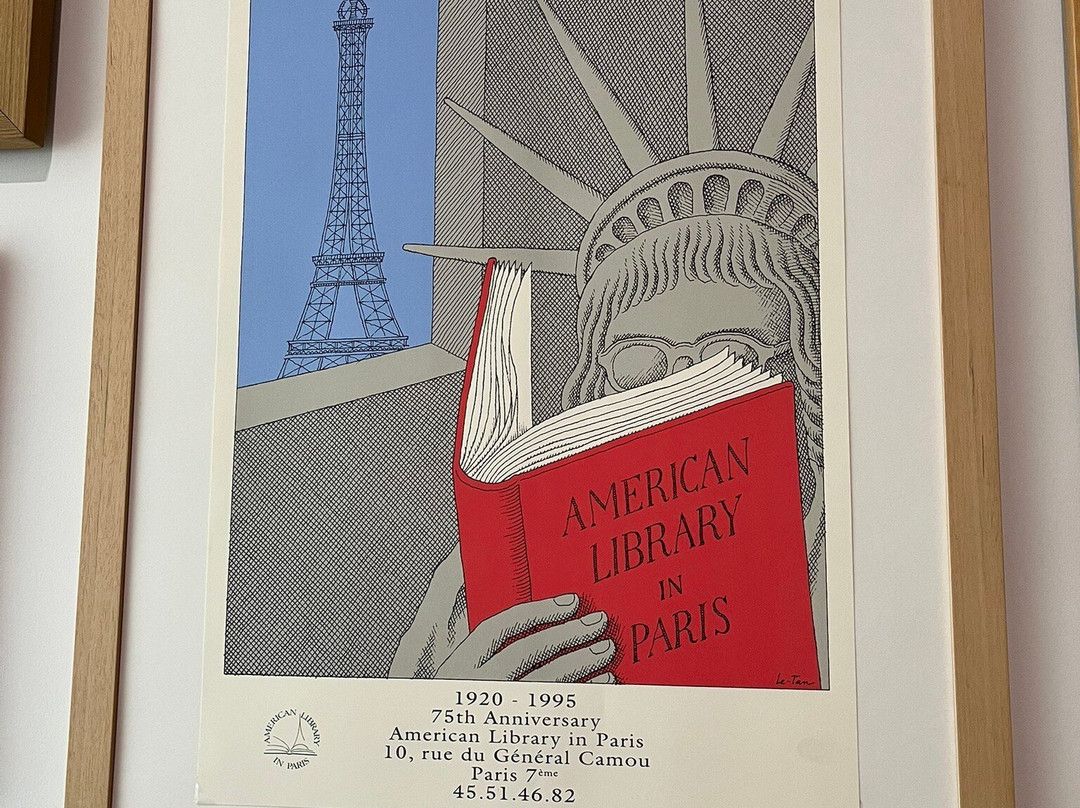 AMERICAN
LIBRARY
IN
PARIS
Le-Tan
1920 - 1995
75th Anniversary
American Library in Paris
10, rue du Général Camou
Paris 7ème
45.51.46.82
AMERICAN LIBRARY
IN PARIS